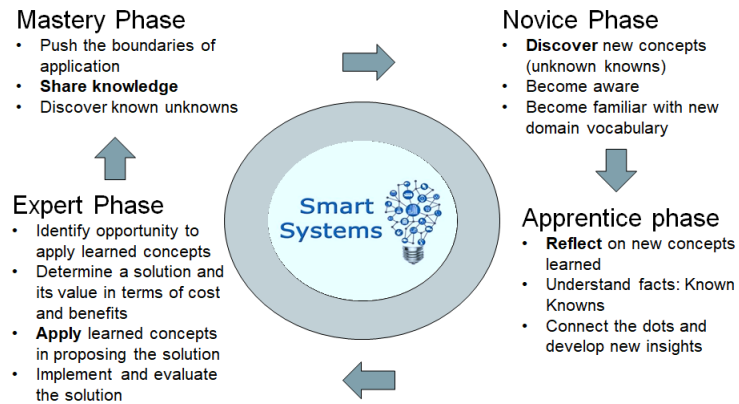 Mastery Phase
• Push the boundaries of
application
• Share knowledge
• Discover known unknowns
Novice Phase
• Discover new concepts
(unknown knowns)
• Become aware
• Become familiar with new
domain vocabulary
Smart
Systems
Expert Phase
• Identify opportunity to
apply learned concepts
• Determine a solution and
its value in terms of cost
and benefits
• Apply learned concepts
in proposing the solution
• Implement and evaluate
the solution
Apprentice phase
• Reflect on new concepts
learned
• Understand facts: Known
Knowns
• Connect the dots and
develop new insights